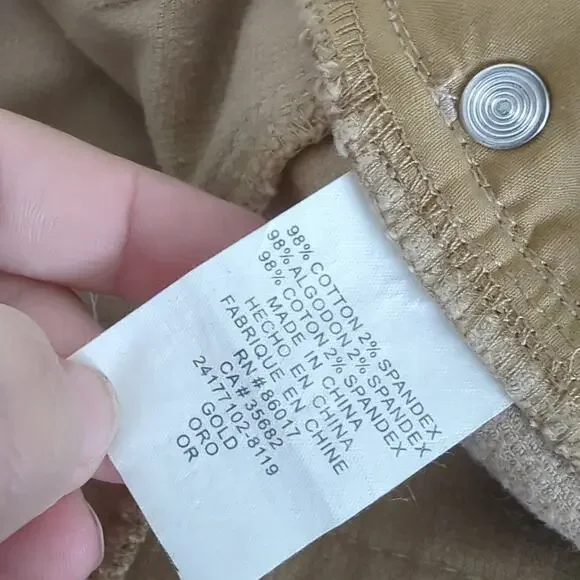 98% COTTON 2% SPANDEX
98% ALGODON 2% SPANDEX
98% COTON 2% SPANDEX
MADE IN CHINA
HECHO EN CHINA
FABRIQUE EN CHINE
RN# 86017
CA# 35682
24177102-8119
GOLD
ORO
OR